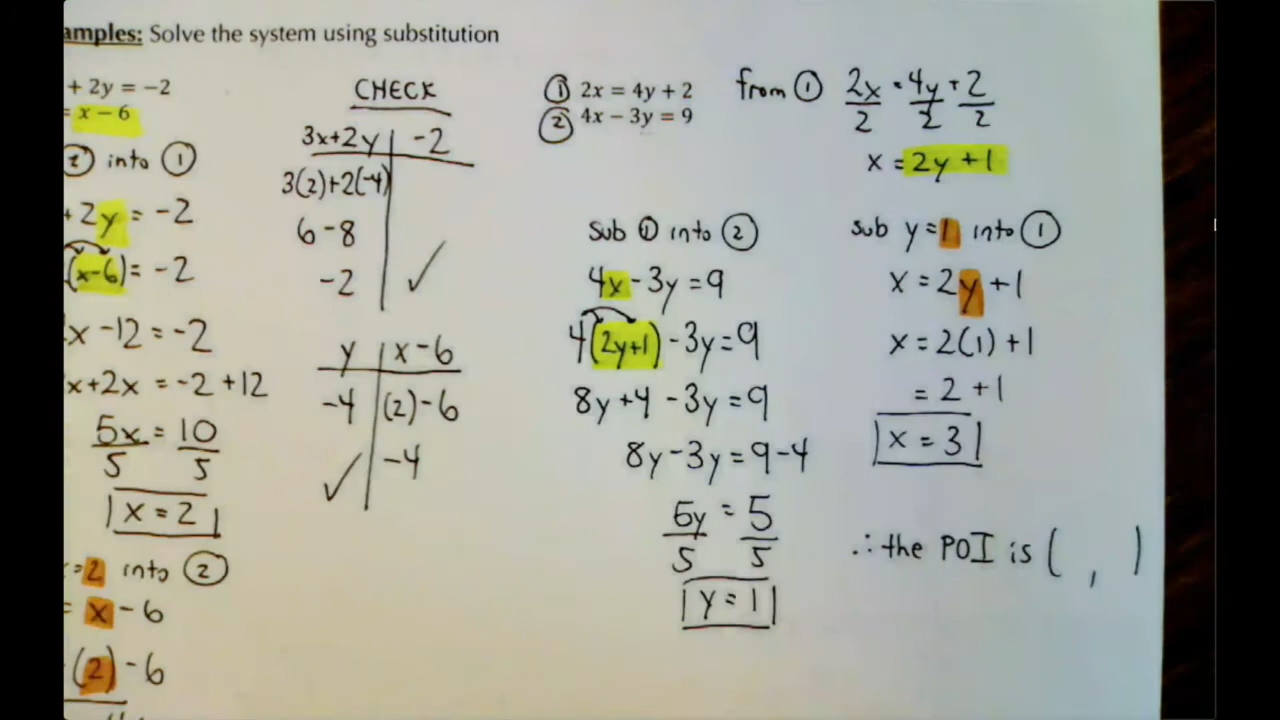 amples: Solve the system using substitution
+ 2y = −2
= x − 6
② into ①
+ 2y = -2
(x-6) = -2
x -12 = -2
x+2x = -2 +12
5x/5 = 10/5
x = 2
=2 into ②
= x - 6
(2) - 6
CHECK
3x+2y | -2
3(2)+2(-4)
6 - 8
-2 ✓
y | x - 6
-4 | (2) - 6
✓ -4
① 2x = 4y + 2
② 4x − 3y = 9
Sub ① into ②
4x - 3y = 9
4(2y+1) - 3y = 9
8y + 4 - 3y = 9
8y - 3y = 9 - 4
5y/5 = 5/5
y = 1
from ① 2x/2 = 4y/2 + 2/2
x = 2y + 1
sub y = 1 into ①
x = 2y + 1
x = 2(1) + 1
= 2 + 1
x = 3
∴ the POI is ( , )